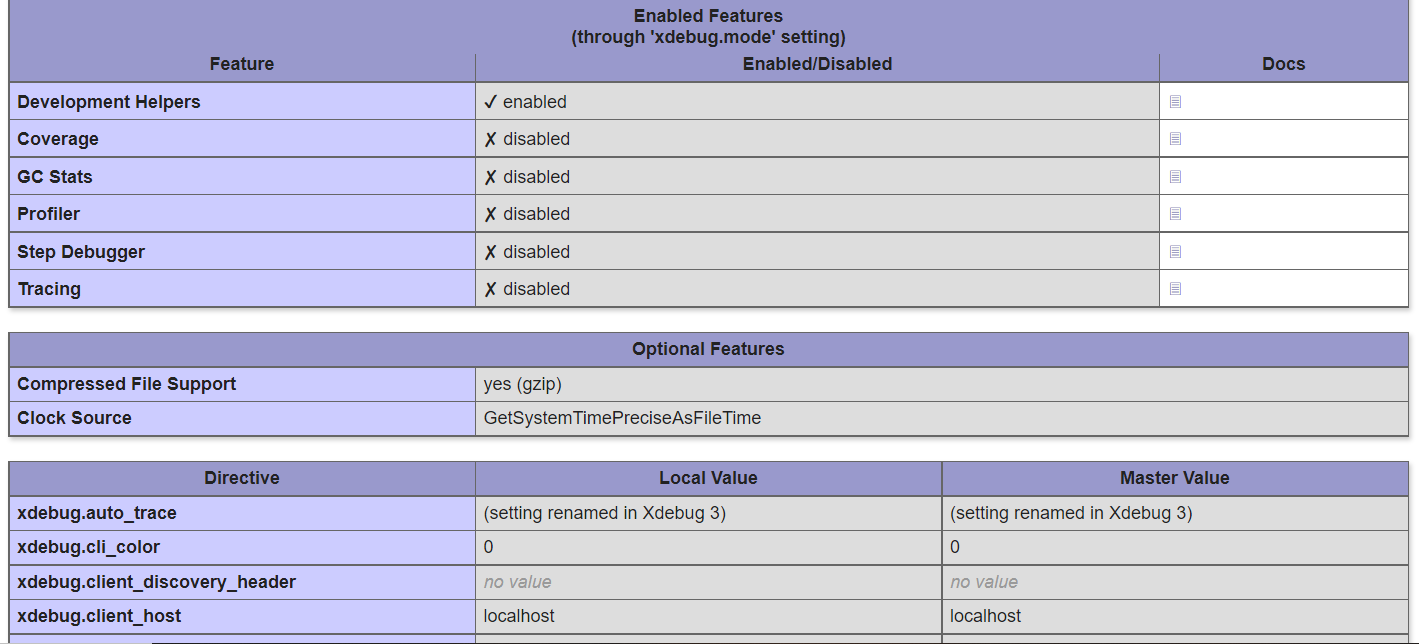 Enabled Features
(through 'xdebug.mode' setting)
Feature Enabled/Disabled Docs
Development Helpers ✓ enabled
Coverage ✗ disabled
GC Stats ✗ disabled
Profiler ✗ disabled
Step Debugger ✗ disabled
Tracing ✗ disabled
Optional Features
Compressed File Support yes (gzip)
Clock Source GetSystemTimePreciseAsFileTime
Directive Local Value Master Value
xdebug.auto_trace (setting renamed in Xdebug 3) (setting renamed in Xdebug 3)
xdebug.cli_color 0 0
xdebug.client_discovery_header no value no value
xdebug.client_host localhost localhost